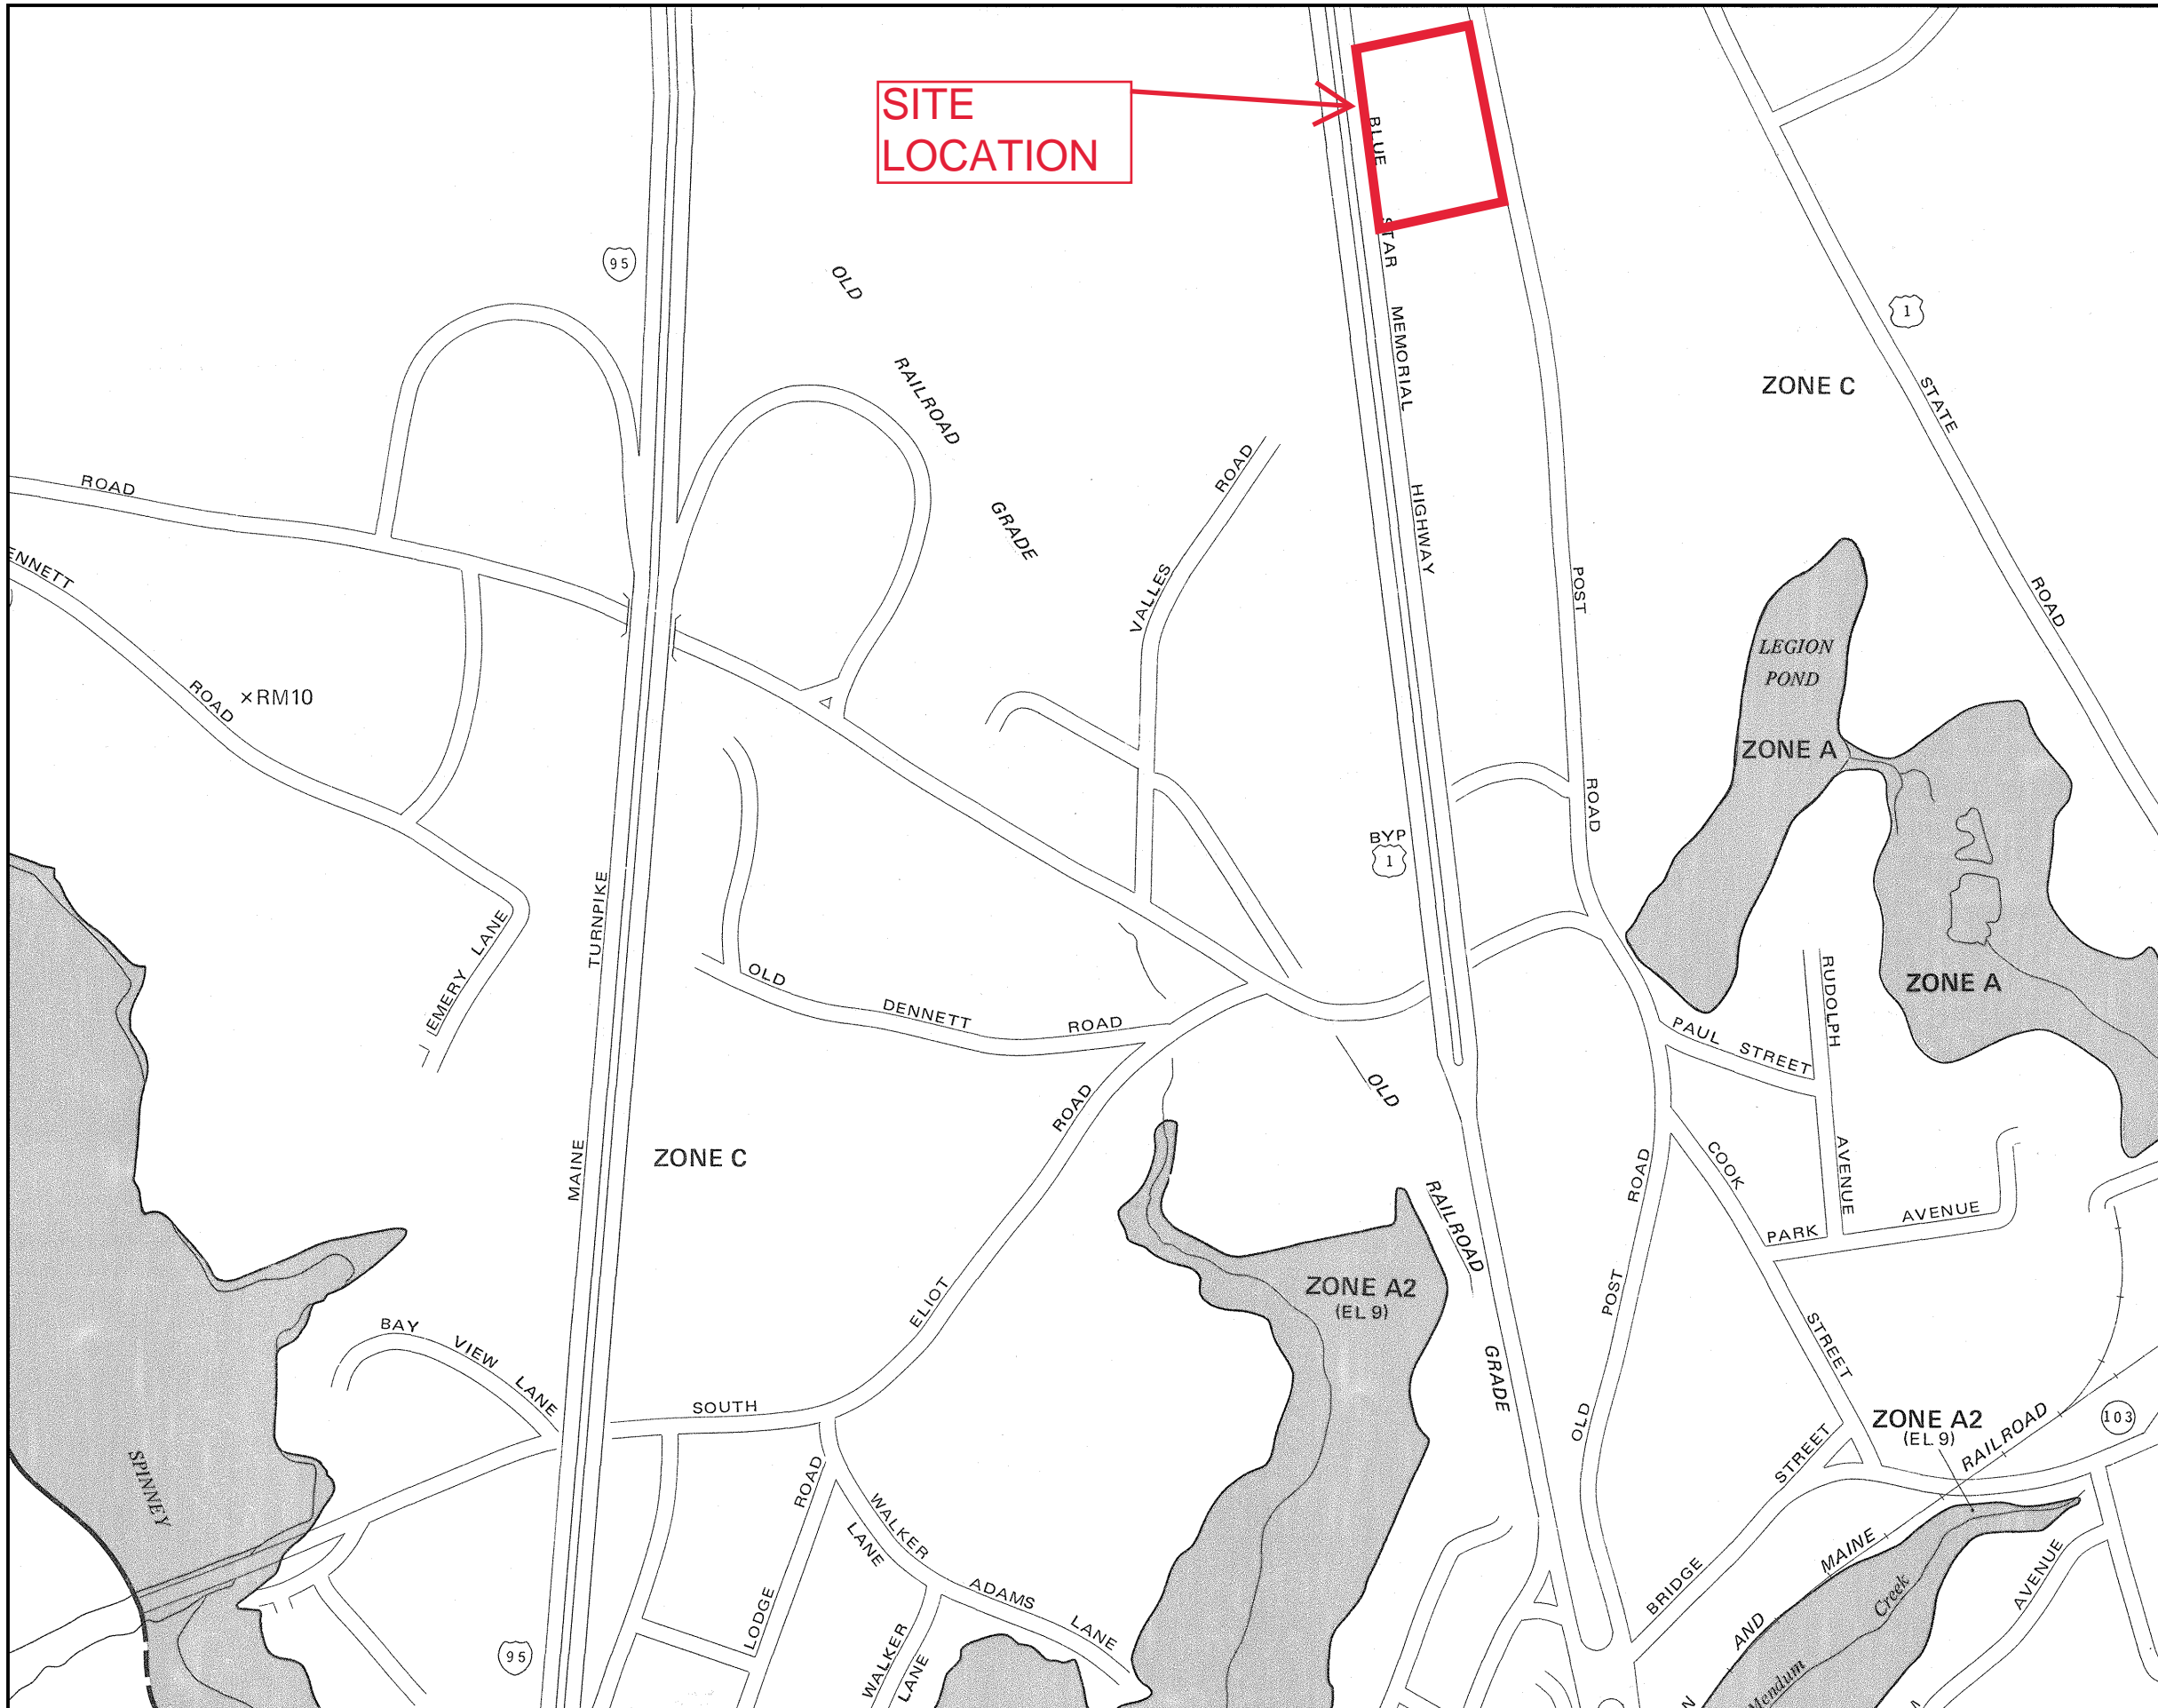 SITE
LOCATION
BLUE
STAR
MEMORIAL
HIGHWAY
95
OLD
RAILROAD
GRADE
1
STATE
ROAD
ZONE C
ROAD
ENNETT
ROAD
×RM10
VALLES
ROAD
POST
ROAD
LEGION
POND
ZONE A
BYP
1
ZONE A
TURNPIKE
MAINE
EMERY LANE
OLD
DENNETT
ROAD
RUDOLPH
AVENUE
PAUL STREET
OLD
RAILROAD
GRADE
ZONE C
ROAD
ELIOT
SOUTH
COOK
STREET
PARK
AVENUE
ROAD
POST
OLD
ZONE A2
(EL 9)
BAY
VIEW
LANE
SPINNEY
ZONE A2
(EL 9)
103
RAILROAD
MAINE
AND
STREET
BRIDGE
ROAD
LODGE
WALKER
LANE
ADAMS
LANE
WALKER
LANE
95
Creek
Mendum
AVENUE